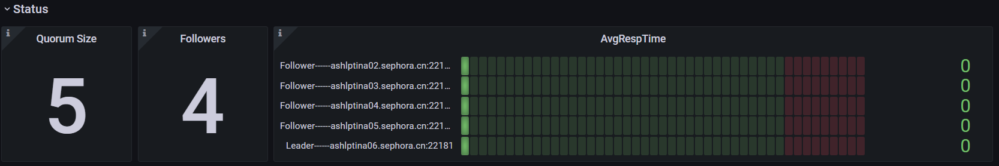 Status
Quorum Size
5
Followers
4
AvgRespTime
Follower------ashlptina02.sephora.cn:221... 0
Follower------ashlptina03.sephora.cn:221... 0
Follower------ashlptina04.sephora.cn:221... 0
Follower------ashlptina05.sephora.cn:221... 0
Leader------ashlptina06.sephora.cn:22181 0